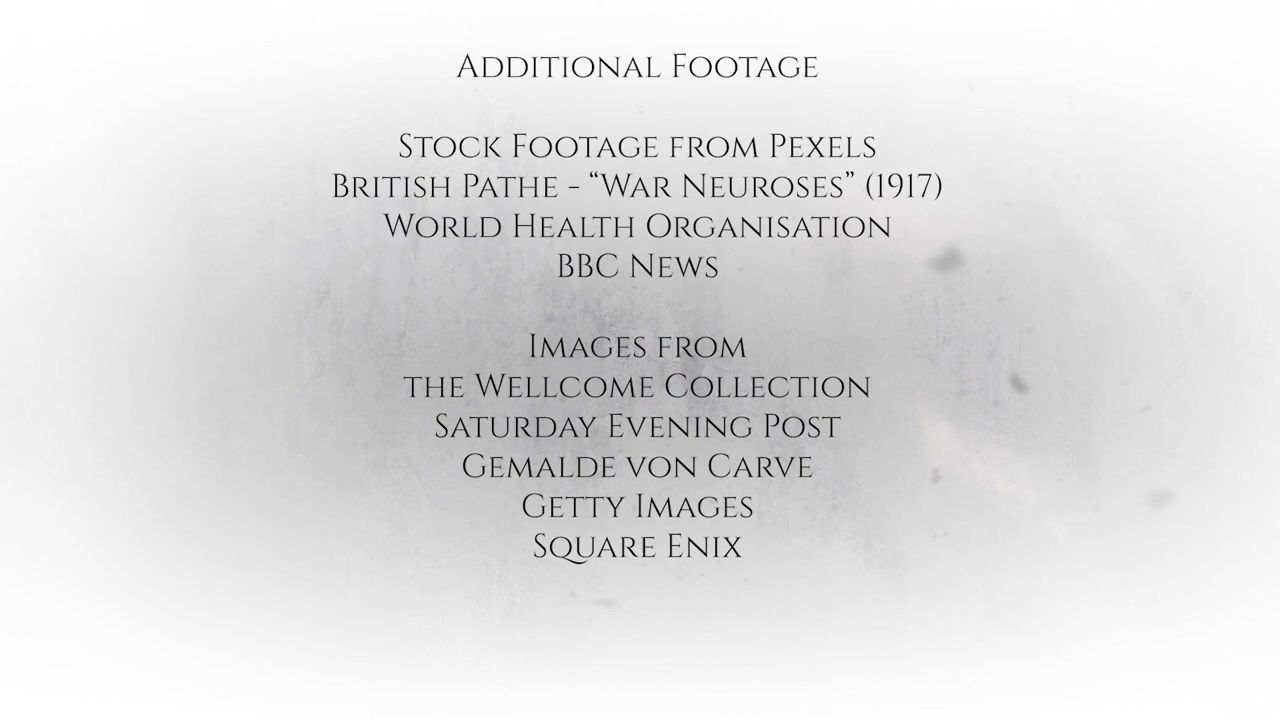 Additional Footage
Stock Footage from Pexels
British Pathe - “War Neuroses” (1917)
World Health Organisation
BBC News
Images from
the Wellcome Collection
Saturday Evening Post
Gemalde von Carve
Getty Images
Square Enix